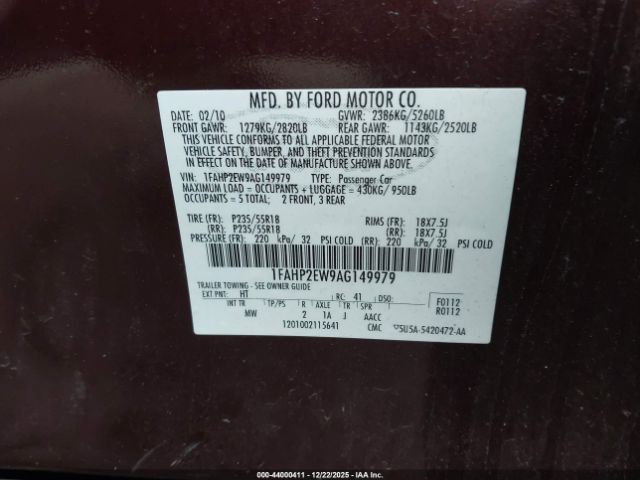 MFD. BY FORD MOTOR CO.
DATE: 02/10 GVWR: 2386KG/5260LB
FRONT GAWR: 1279KG/2820LB REAR GAWR: 1143KG/2520LB
THIS VEHICLE CONFORMS TO ALL APPLICABLE FEDERAL MOTOR
VEHICLE SAFETY, BUMPER, AND THEFT PREVENTION STANDARDS
IN EFFECT ON THE DATE OF MANUFACTURE SHOWN ABOVE.
VIN: 1FAHP2EW9AG149979 TYPE: Passenger Car
MAXIMUM LOAD = OCCUPANTS + LUGGAGE = 430KG/ 950LB
OCCUPANTS = 5 TOTAL; 2 FRONT, 3 REAR
TIRE (FR): P235/55R18 RIMS (FR): 18X7.5J
(RR): P235/55R18 (RR): 18X7.5J
PRESSURE (FR): 220 kPa/ 32 PSI COLD (RR): 220 kPa/ 32 PSI COLD
1FAHP2EW9AG149979
TRAILER TOWING - SEE OWNER GUIDE
EXT PNT: HT RC: 41 DSO: F0112
INT TR TP/PS R AXLE TR SPR R0112
MW 2 1A J AACC
1201002115641 CMC ▽5U5A-5420472-AA
000-44000411 - 12/22/2025 - IAAI.COM